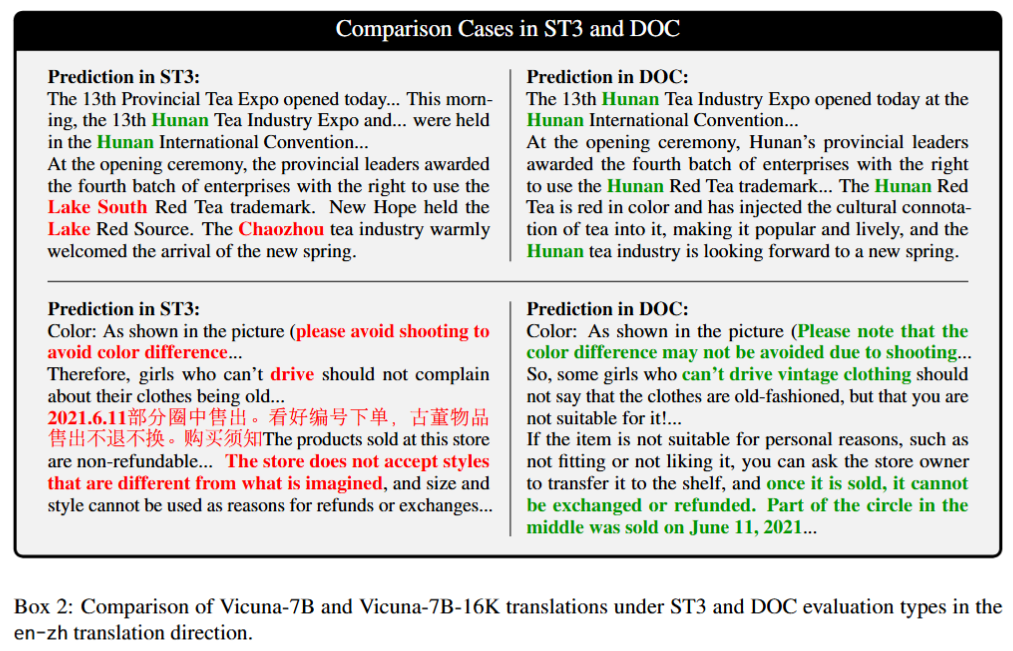 Comparison Cases in ST3 and DOC
Prediction in ST3:
The 13th Provincial Tea Expo opened today... This morn-
ing, the 13th Hunan Tea Industry Expo and... were held
in the Hunan International Convention...
At the opening ceremony, the provincial leaders awarded
the fourth batch of enterprises with the right to use the
Lake South Red Tea trademark. New Hope held the
Lake Red Source. The Chaozhou tea industry warmly
welcomed the arrival of the new spring.
Prediction in DOC:
The 13th Hunan Tea Industry Expo opened today at the
Hunan International Convention...
At the opening ceremony, Hunan's provincial leaders
awarded the fourth batch of enterprises with the right
to use the Hunan Red Tea trademark... The Hunan Red
Tea is red in color and has injected the cultural connota-
tion of tea into it, making it popular and lively, and the
Hunan tea industry is looking forward to a new spring.
Prediction in ST3:
Color: As shown in the picture (please avoid shooting to
avoid color difference...
Therefore, girls who can't drive should not complain
about their clothes being old...
2021.6.11部分圈中售出。看好编号下单，古董物品
售出不退不换。购买须知The products sold at this store
are non-refundable... The store does not accept styles
that are different from what is imagined, and size and
style cannot be used as reasons for refunds or exchanges...
Prediction in DOC:
Color: As shown in the picture (Please note that the
color difference may not be avoided due to shooting...
So, some girls who can't drive vintage clothing should
not say that the clothes are old-fashioned, but that you are
not suitable for it!...
If the item is not suitable for personal reasons, such as
not fitting or not liking it, you can ask the store owner
to transfer it to the shelf, and once it is sold, it cannot
be exchanged or refunded. Part of the circle in the
middle was sold on June 11, 2021...
Box 2: Comparison of Vicuna-7B and Vicuna-7B-16K translations under ST3 and DOC evaluation types in the
en-zh translation direction.